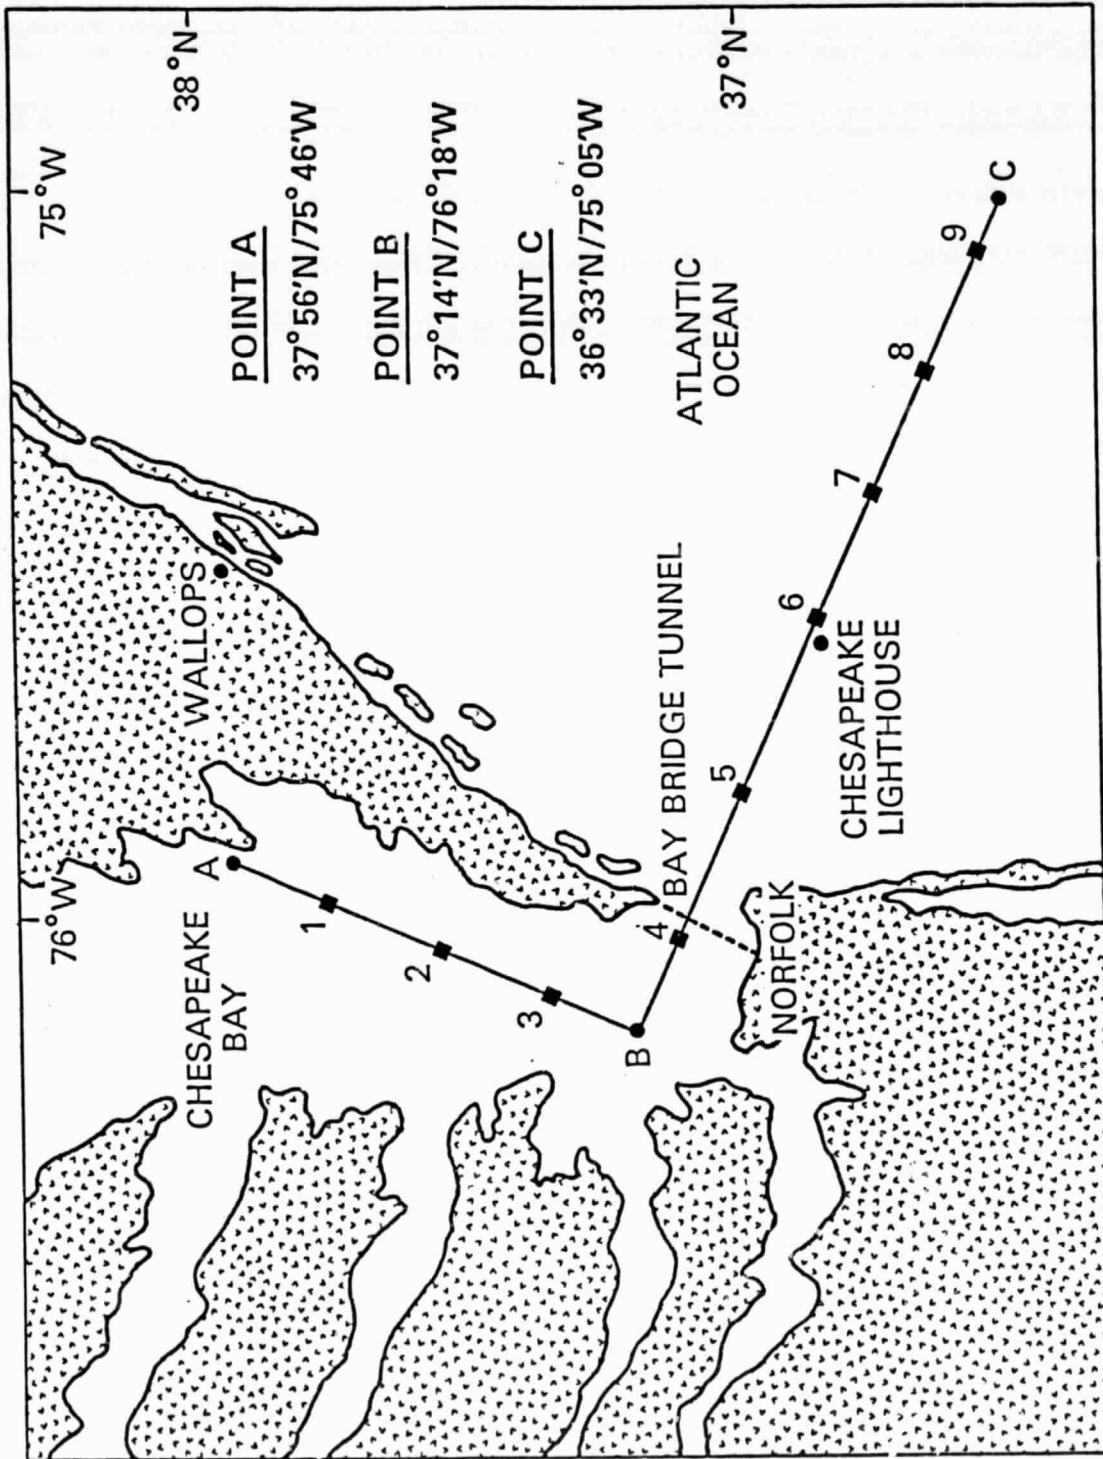 75°W
76°W
38°N
37°N
POINT A
37°56'N/75°46'W
POINT B
37°14'N/76°18'W
POINT C
36°33'N/75°05'W
WALLOPS
CHESAPEAKE
BAY
A
1
2
3
B
4
5
6
7
8
9
C
BAY BRIDGE TUNNEL
ATLANTIC
OCEAN
CHESAPEAKE
LIGHTHOUSE
NORFOLK